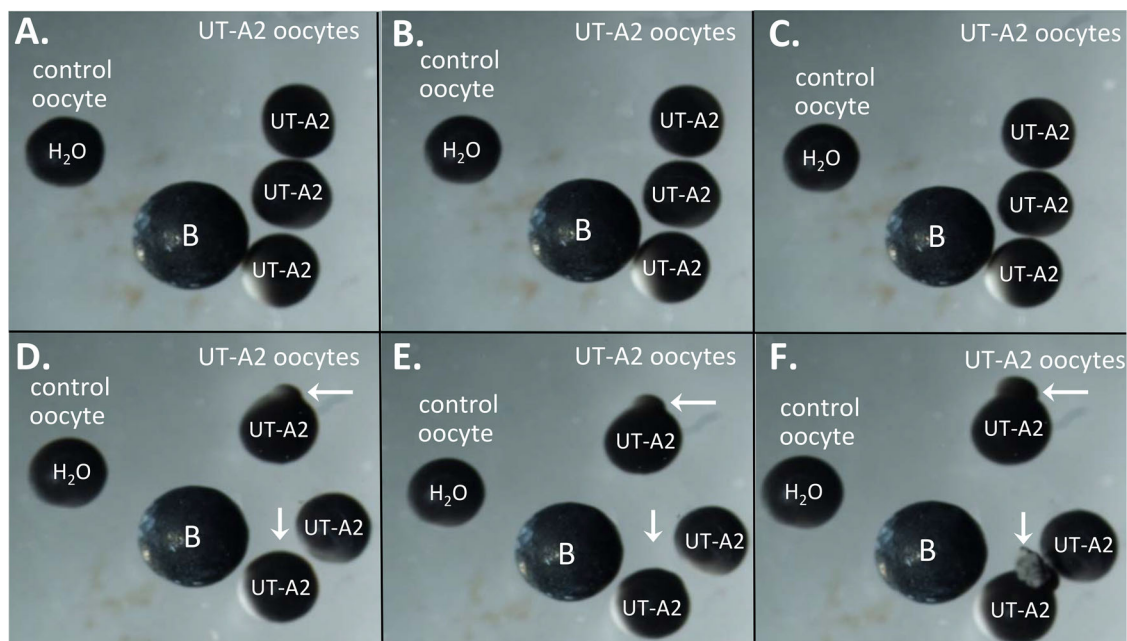 A.
UT-A2 oocytes
control
oocyte
H₂O
UT-A2
UT-A2
B
UT-A2
B.
UT-A2 oocytes
control
oocyte
H₂O
UT-A2
UT-A2
B
UT-A2
C.
UT-A2 oocytes
control
oocyte
H₂O
UT-A2
UT-A2
B
UT-A2
D.
UT-A2 oocytes
control
oocyte
UT-A2
H₂O
UT-A2
B
UT-A2
E.
UT-A2 oocytes
control
oocyte
UT-A2
H₂O
UT-A2
B
UT-A2
F.
UT-A2 oocytes
control
oocyte
UT-A2
H₂O
UT-A2
B
UT-A2